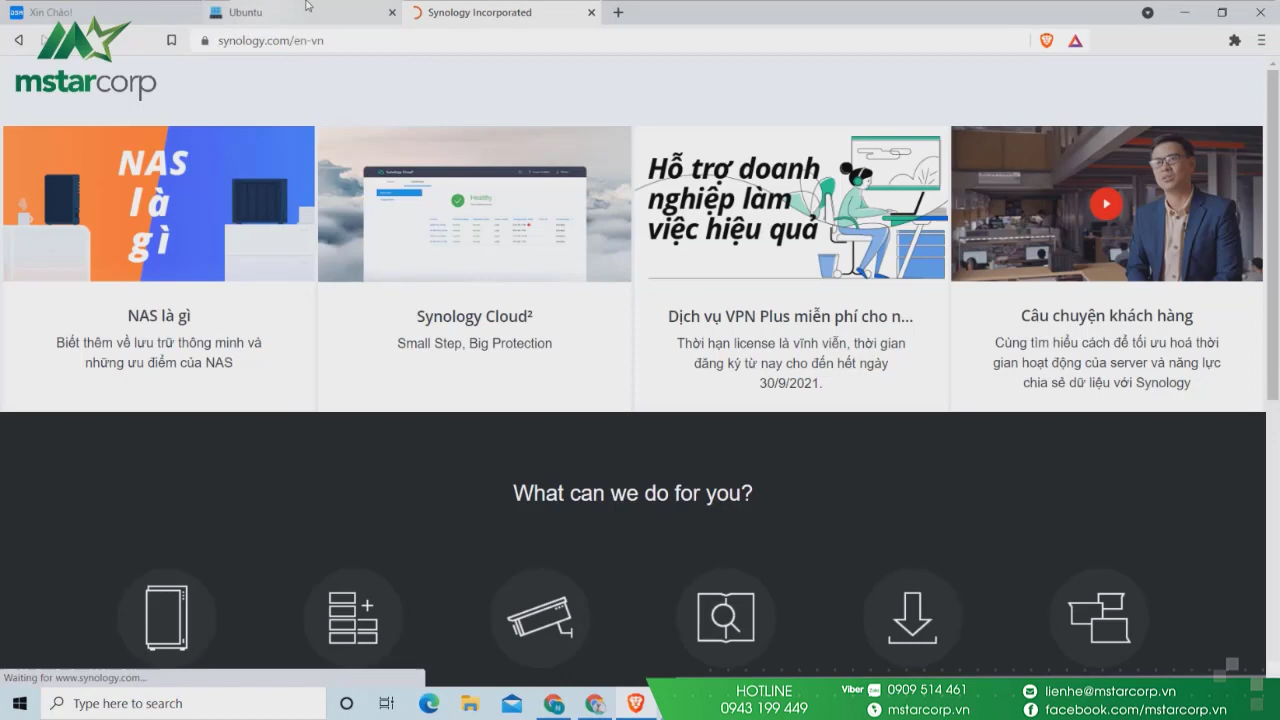 Xin Chào!
Ubuntu
Synology Incorporated
synology.com/en-vn
mstarcorp
NAS
là
gì
Synology Cloud²
Healthy
Hỗ trợ doanh
nghiệp làm
việc hiệu quả
NAS là gì
Biết thêm về lưu trữ thông minh và
những ưu điểm của NAS
Synology Cloud²
Small Step, Big Protection
Dịch vụ VPN Plus miễn phí cho n...
Thời hạn license là vĩnh viễn, thời gian
đăng ký từ nay cho đến hết ngày
30/9/2021.
Câu chuyện khách hàng
Cùng tìm hiểu cách để tối ưu hoá thời
gian hoạt động của server và năng lực
chia sẻ dữ liệu với Synology
What can we do for you?
Waiting for www.synology.com...
Type here to search
HOTLINE
0943 199 449
Viber Zalo 0909 514 461
mstarcorp.vn
lienhe@mstarcorp.vn
facebook.com/mstarcorp.vn